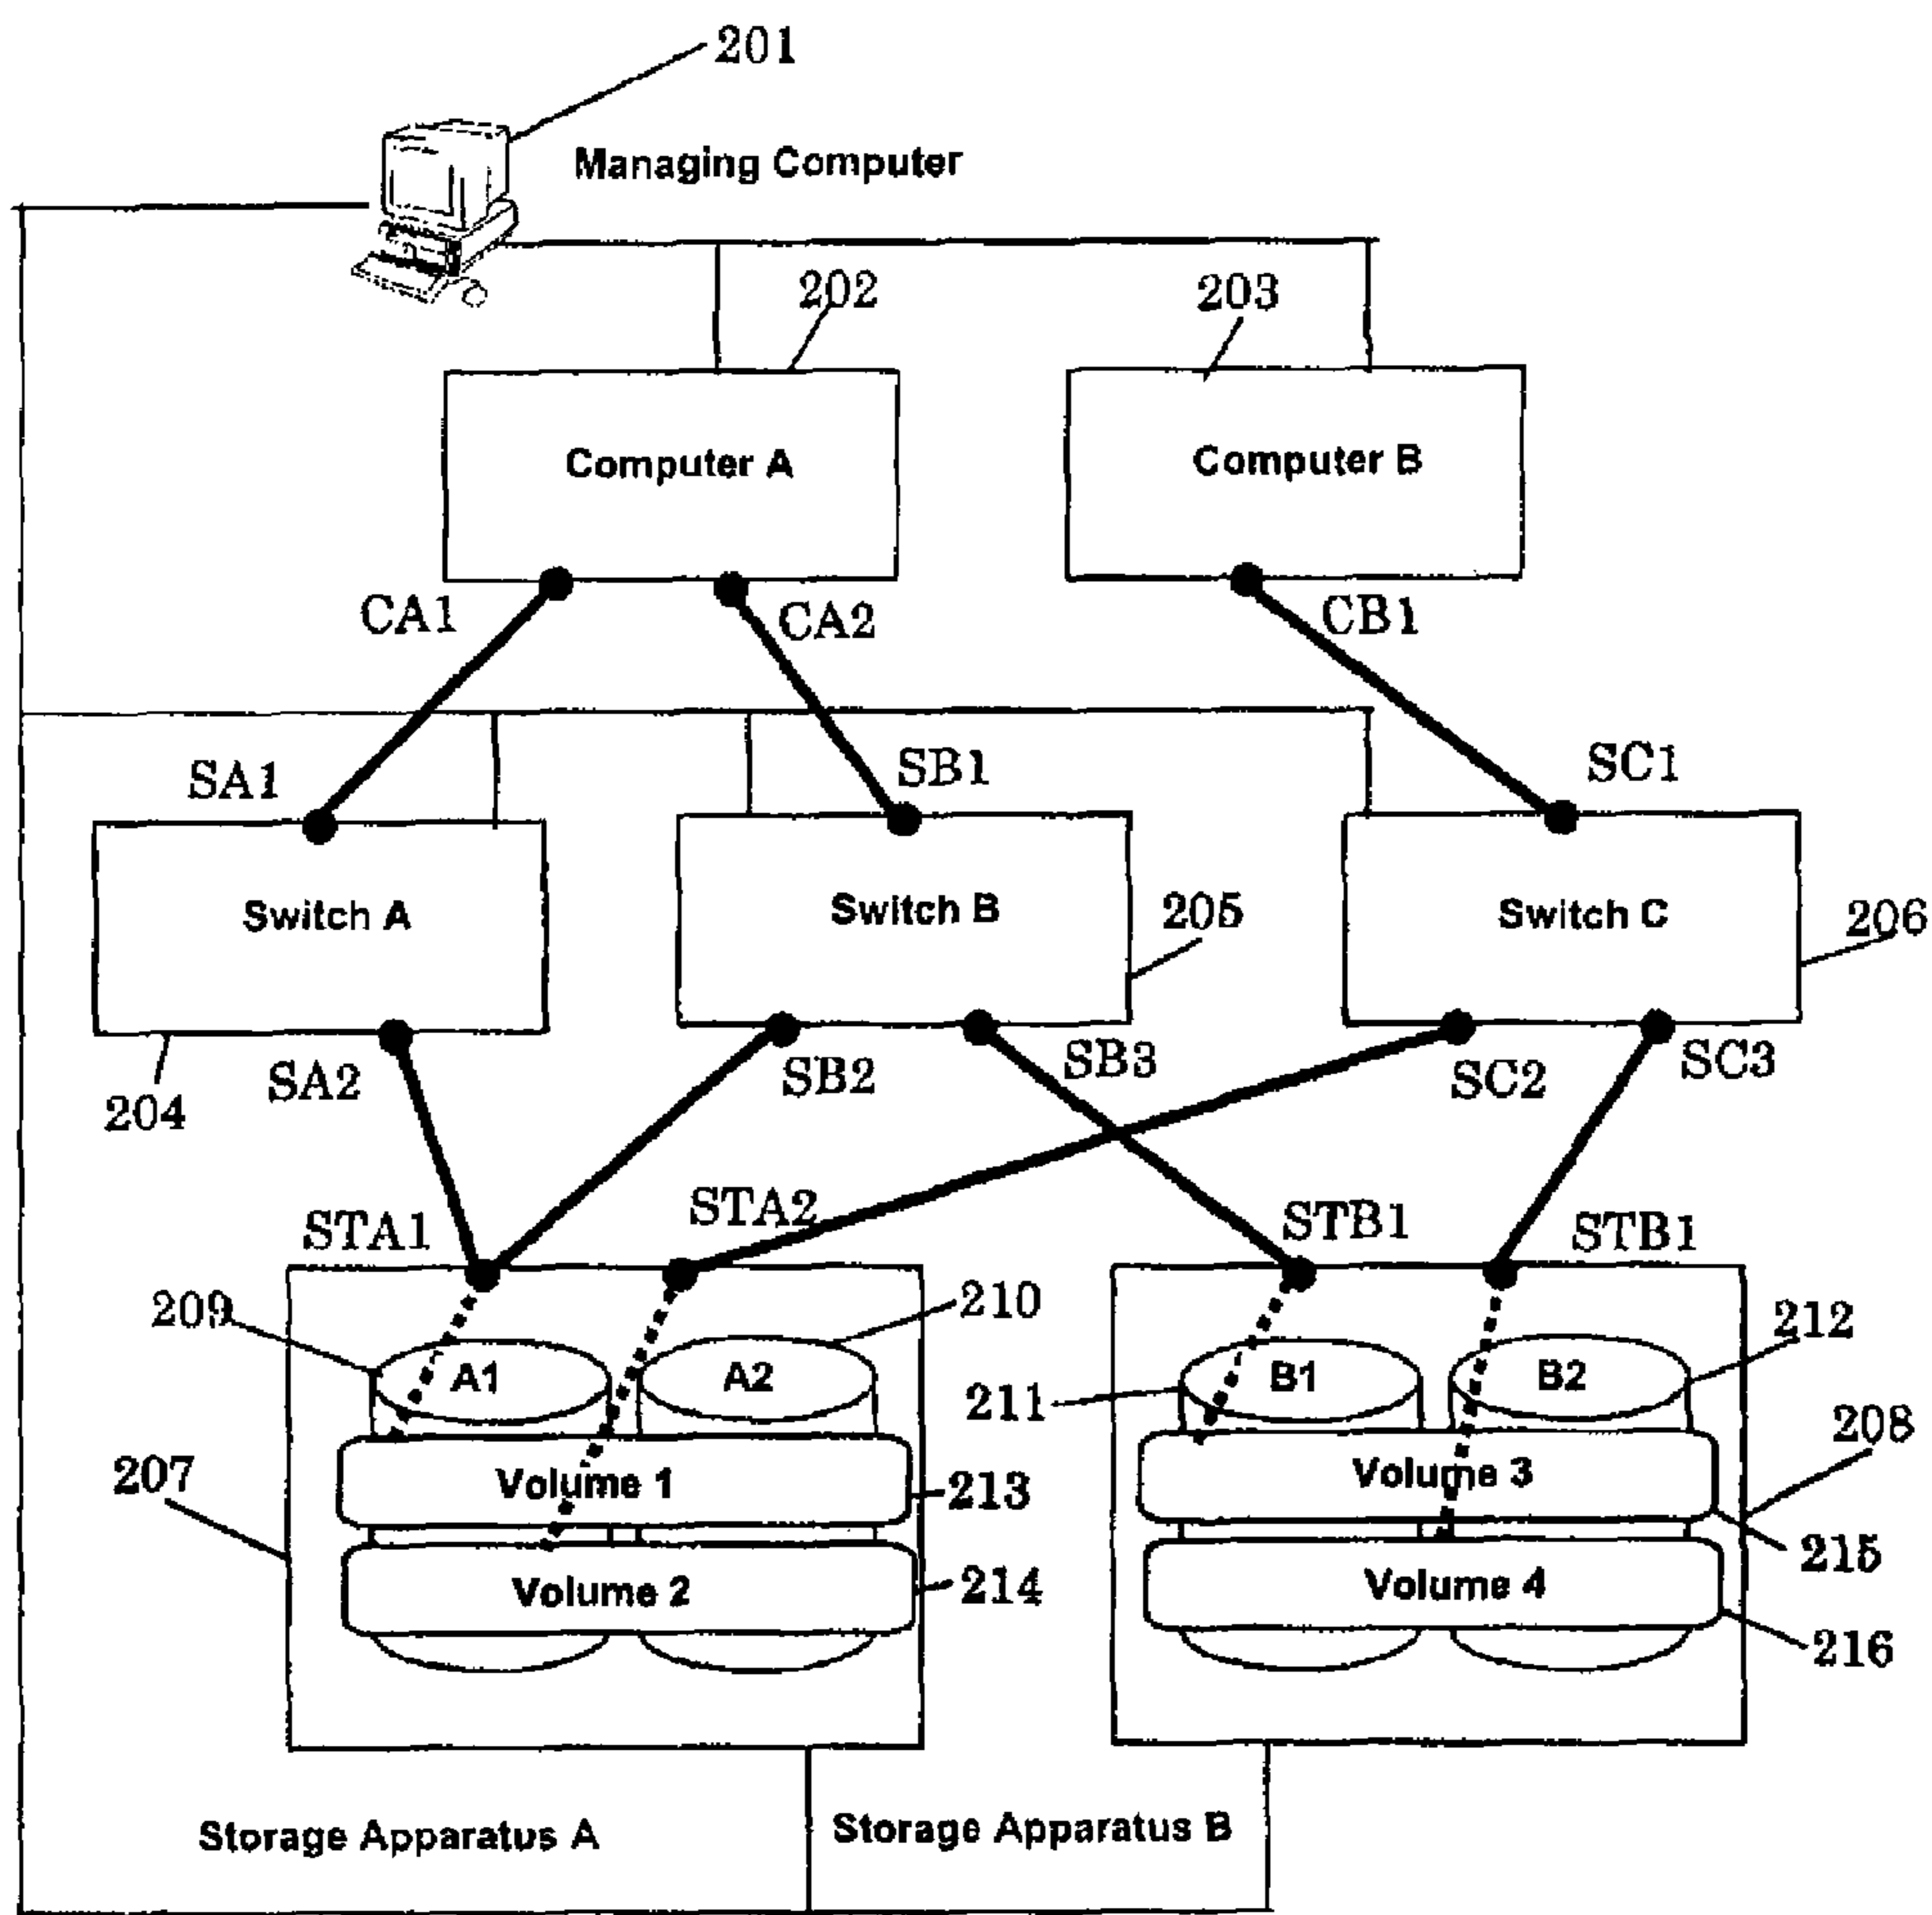 201
Managing Computer
202
203
Computer A
Computer B
CA1
CA2
CB1
SA1
SB1
SC1
Switch A
Switch B
Switch C
205
206
204
SA2
SB2
SB3
SC2
SC3
STA1
STA2
STB1
STB1
209
210
211
212
A1
A2
B1
B2
207
208
Volume 1
213
Volume 3
215
Volume 2
214
Volume 4
216
Storage Apparatus A
Storage Apparatus B